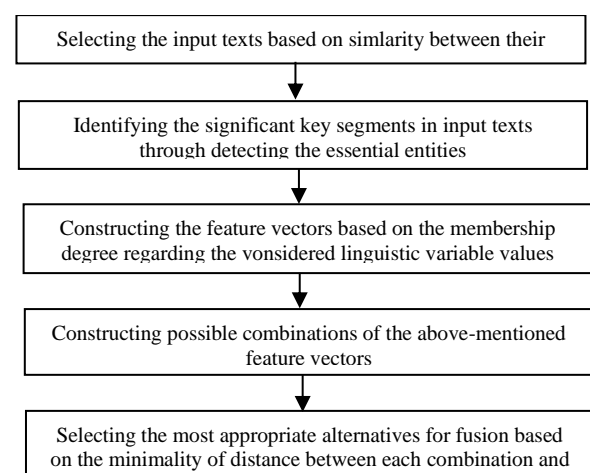 Selecting the input texts based on simlarity between their
Identifying the significant key segments in input texts
through detecting the essential entities
Constructing the feature vectors based on the membership
degree regarding the vonsidered linguistic variable values
Constructing possible combinations of the above-mentioned
feature vectors
Selecting the most appropriate alternatives for fusion based
on the minimality of distance between each combination and